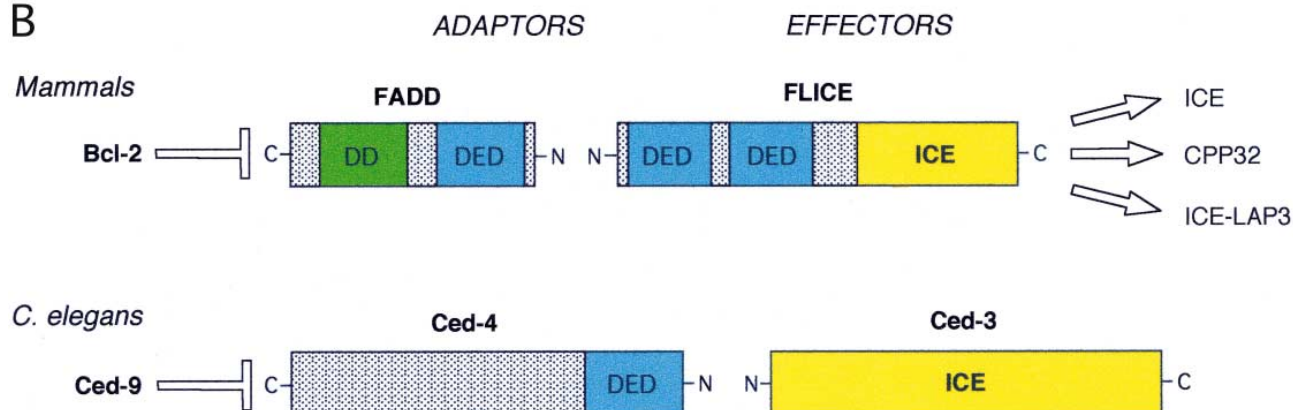 B
ADAPTORS EFFECTORS
Mammals
FADD FLICE
Bcl-2 C DD DED N N DED DED ICE C ICE
CPP32
ICE-LAP3
C. elegans
Ced-4 Ced-3
Ced-9 C DED N N ICE C